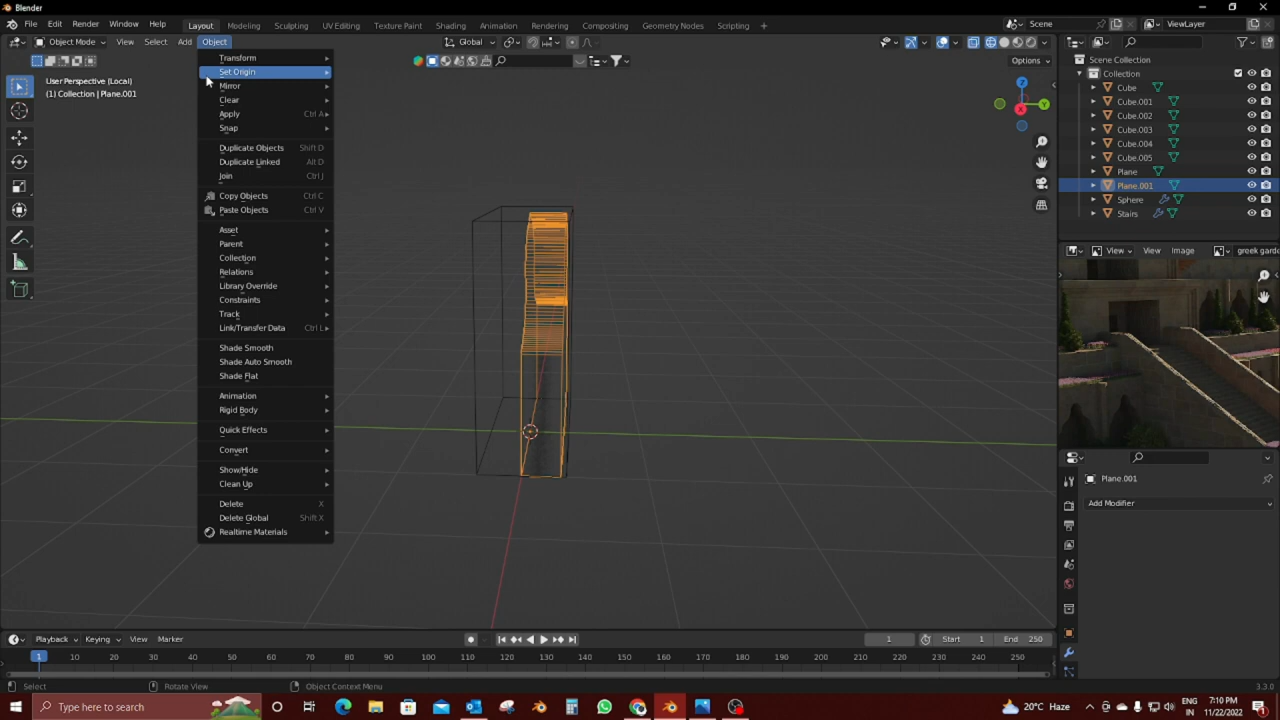 Blender
File Edit Render Window Help Layout Modeling Sculpting UV Editing Texture Paint Shading Animation Rendering Compositing Geometry Nodes Scripting + Scene ViewLayer
Object Mode View Select Add Object Global
Options
User Perspective (Local)
(1) Collection | Plane.001
Transform
Set Origin
Mirror
Clear
Apply Ctrl A
Snap
Duplicate Objects Shift D
Duplicate Linked Alt D
Join Ctrl J
Copy Objects Ctrl C
Paste Objects Ctrl V
Asset
Parent
Collection
Relations
Library Override
Constraints
Track
Link/Transfer Data Ctrl L
Shade Smooth
Shade Auto Smooth
Shade Flat
Animation
Rigid Body
Quick Effects
Convert
Show/Hide
Clean Up
Delete X
Delete Global Shift X
Realtime Materials
Z
Y
X
Scene Collection
Collection
Cube
Cube.001
Cube.002
Cube.003
Cube.004
Cube.005
Plane
Plane.001
Sphere
Stairs
View View Image greek garde
Plane.001
Add Modifier
Playback Keying View Marker 1 Start 1 End 250
1 10 20 30 40 50 60 70 80 90 100 110 120 130 140 150 160 170 180 190 200 210 220 230 240 250
Select Rotate View Object Context Menu 3.3.0
Type here to search 20°C Haze ENG IN 7:10 PM 11/22/2022